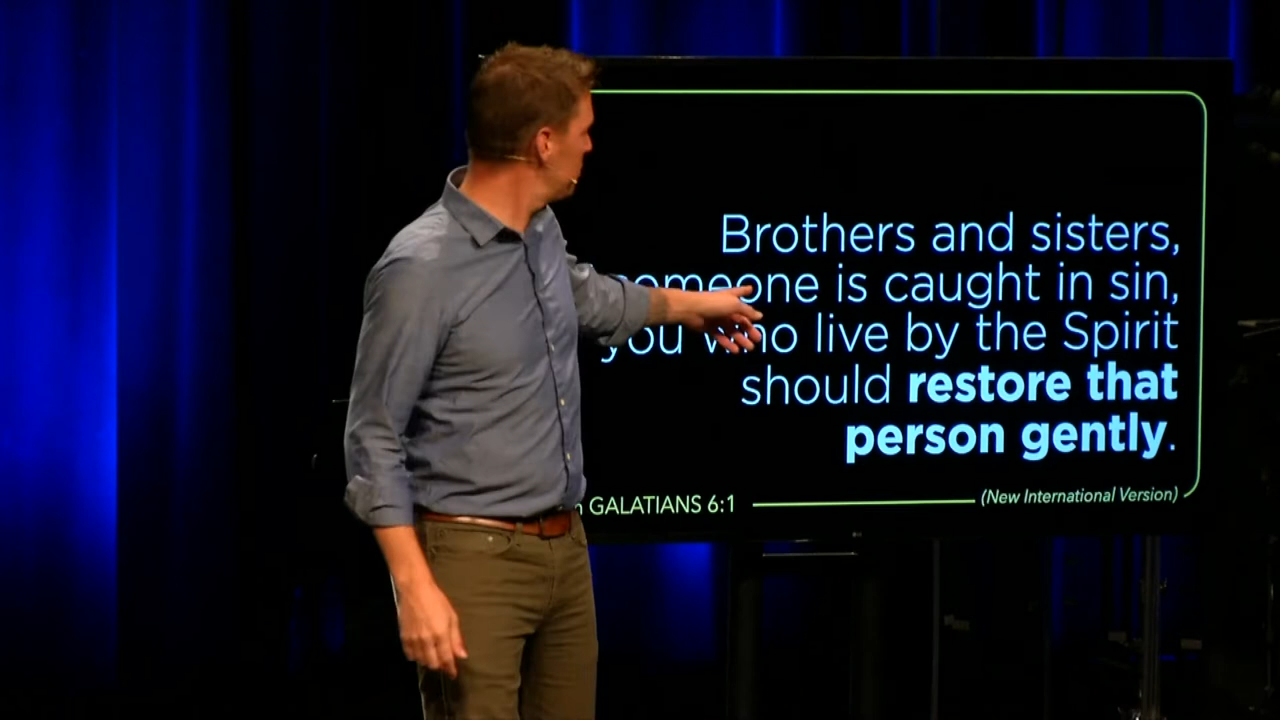 Brothers and sisters,
someone is caught in sin,
you who live by the Spirit
should restore that
person gently.
GALATIANS 6:1
(New International Version)